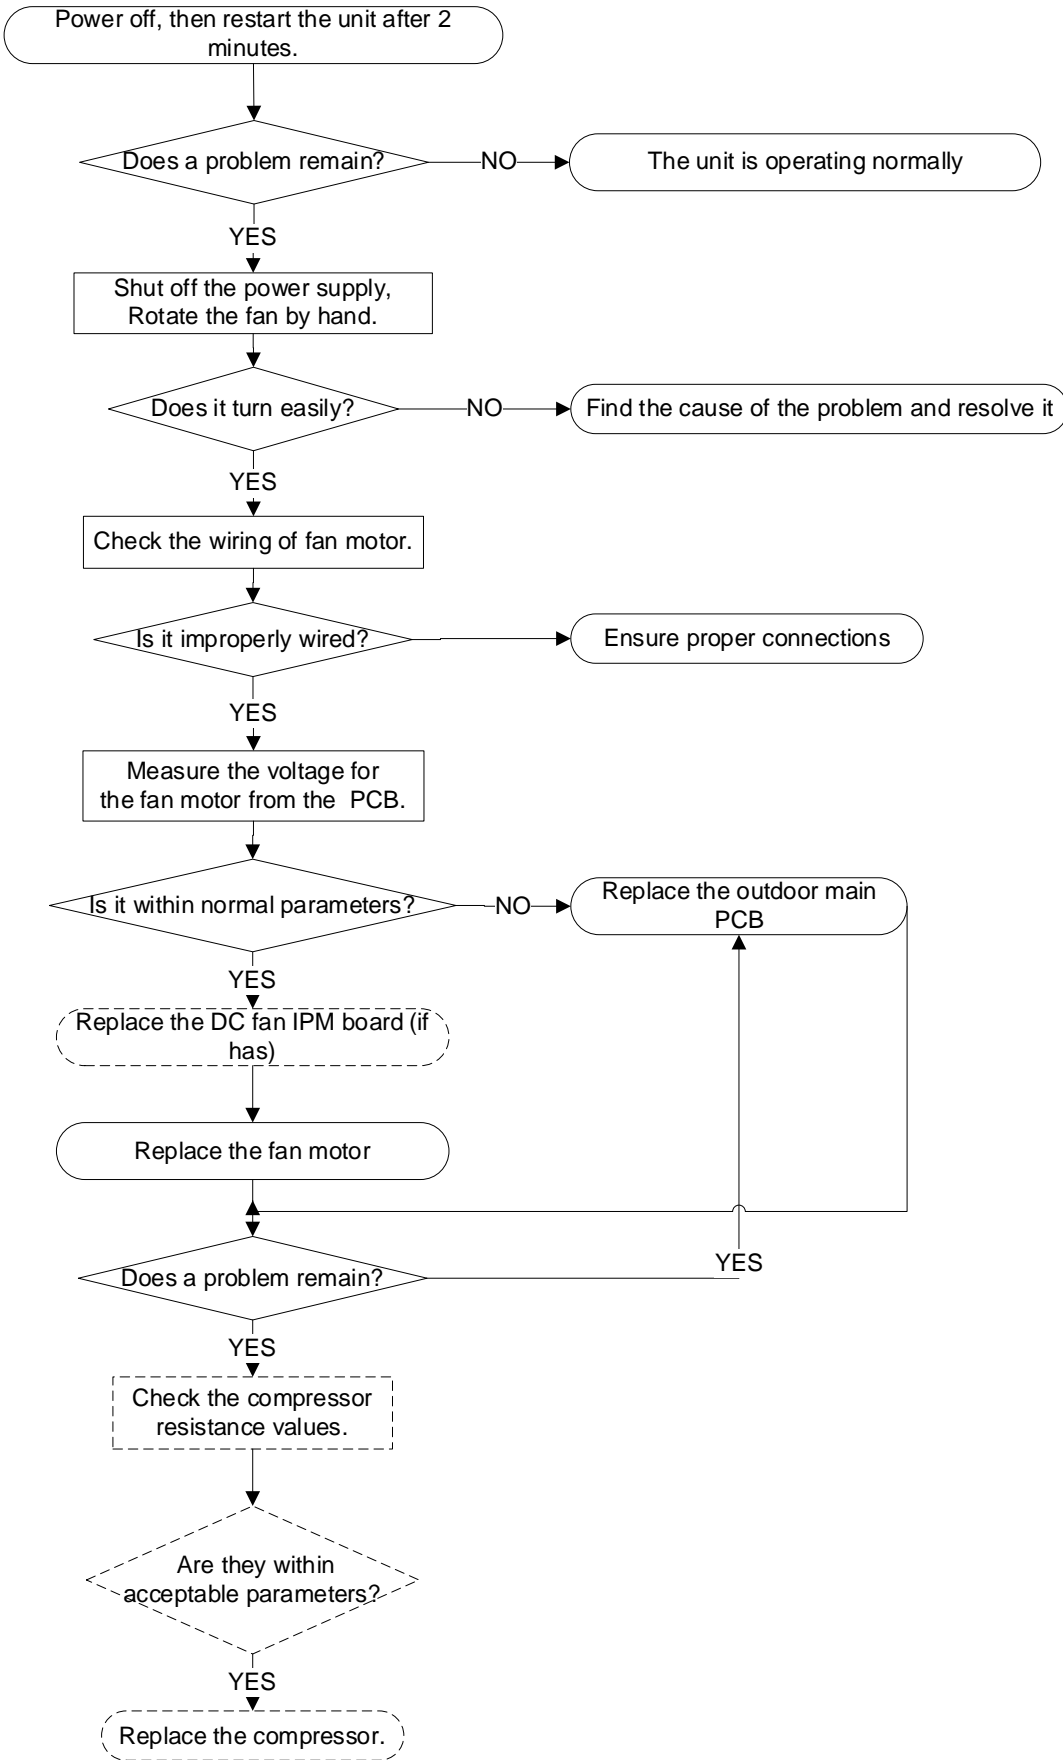 Power off, then restart the unit after 2
minutes.
Does a problem remain?
NO
The unit is operating normally
YES
Shut off the power supply,
Rotate the fan by hand.
Does it turn easily?
NO
Find the cause of the problem and resolve it
YES
Check the wiring of fan motor.
Is it improperly wired?
Ensure proper connections
YES
Measure the voltage for
the fan motor from the PCB.
Is it within normal parameters?
NO
Replace the outdoor main
PCB
YES
Replace the DC fan IPM board (if
has)
Replace the fan motor
Does a problem remain?
YES
YES
Check the compressor
resistance values.
Are they within
acceptable parameters?
YES
Replace the compressor.